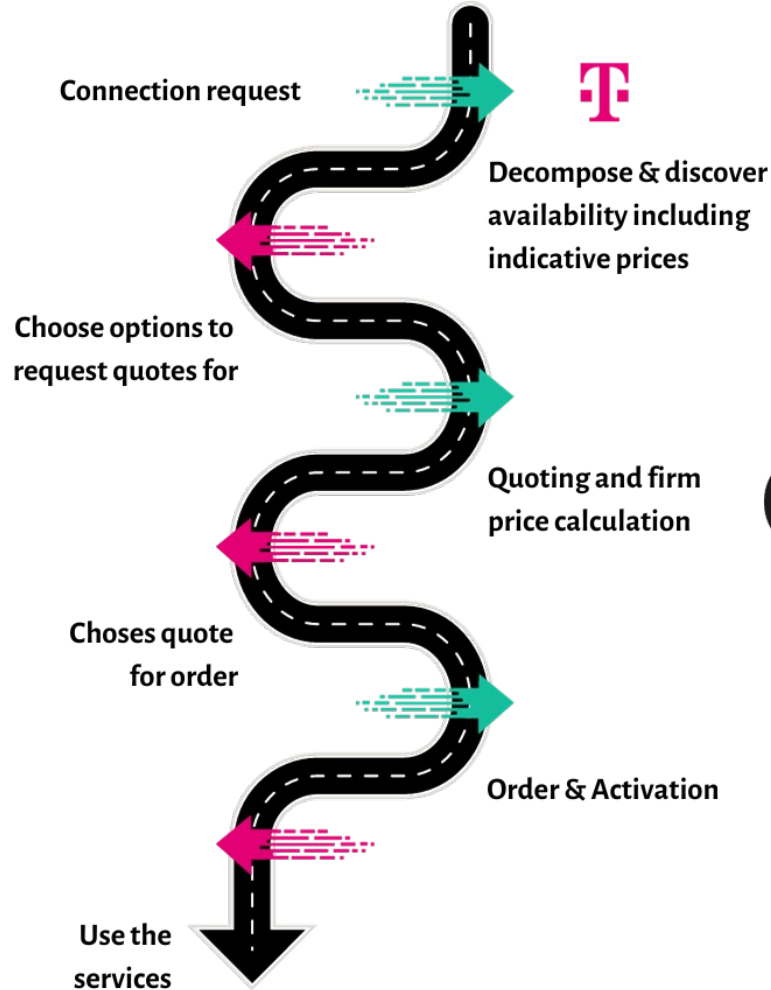 Connection request
T
Decompose & discover
availability including
indicative prices
Choose options to
request quotes for
Quoting and firm
price calculation
Choses quote
for order
Order & Activation
Use the
services